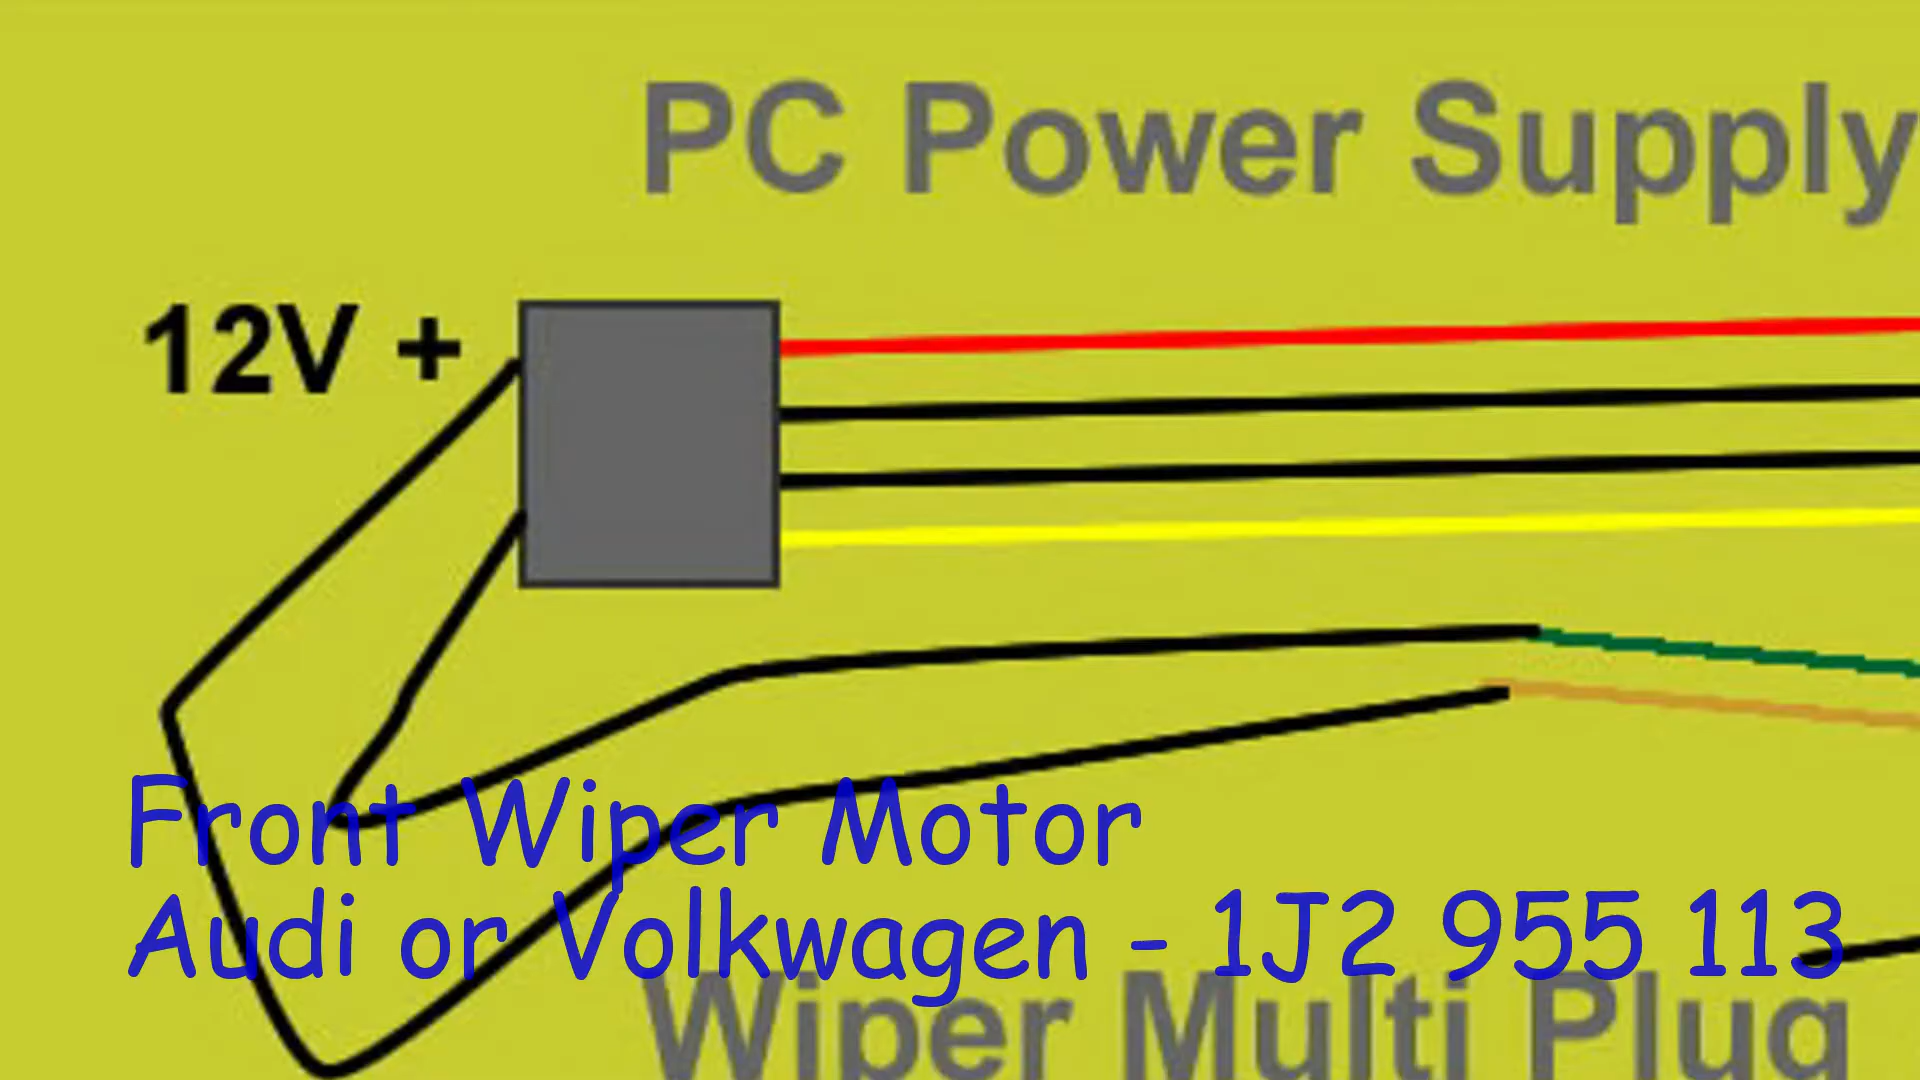 PC Power Supply
12V +
Front Wiper Motor
Audi or Volkwagen - 1J2 955 113
Wiper Multi Plug